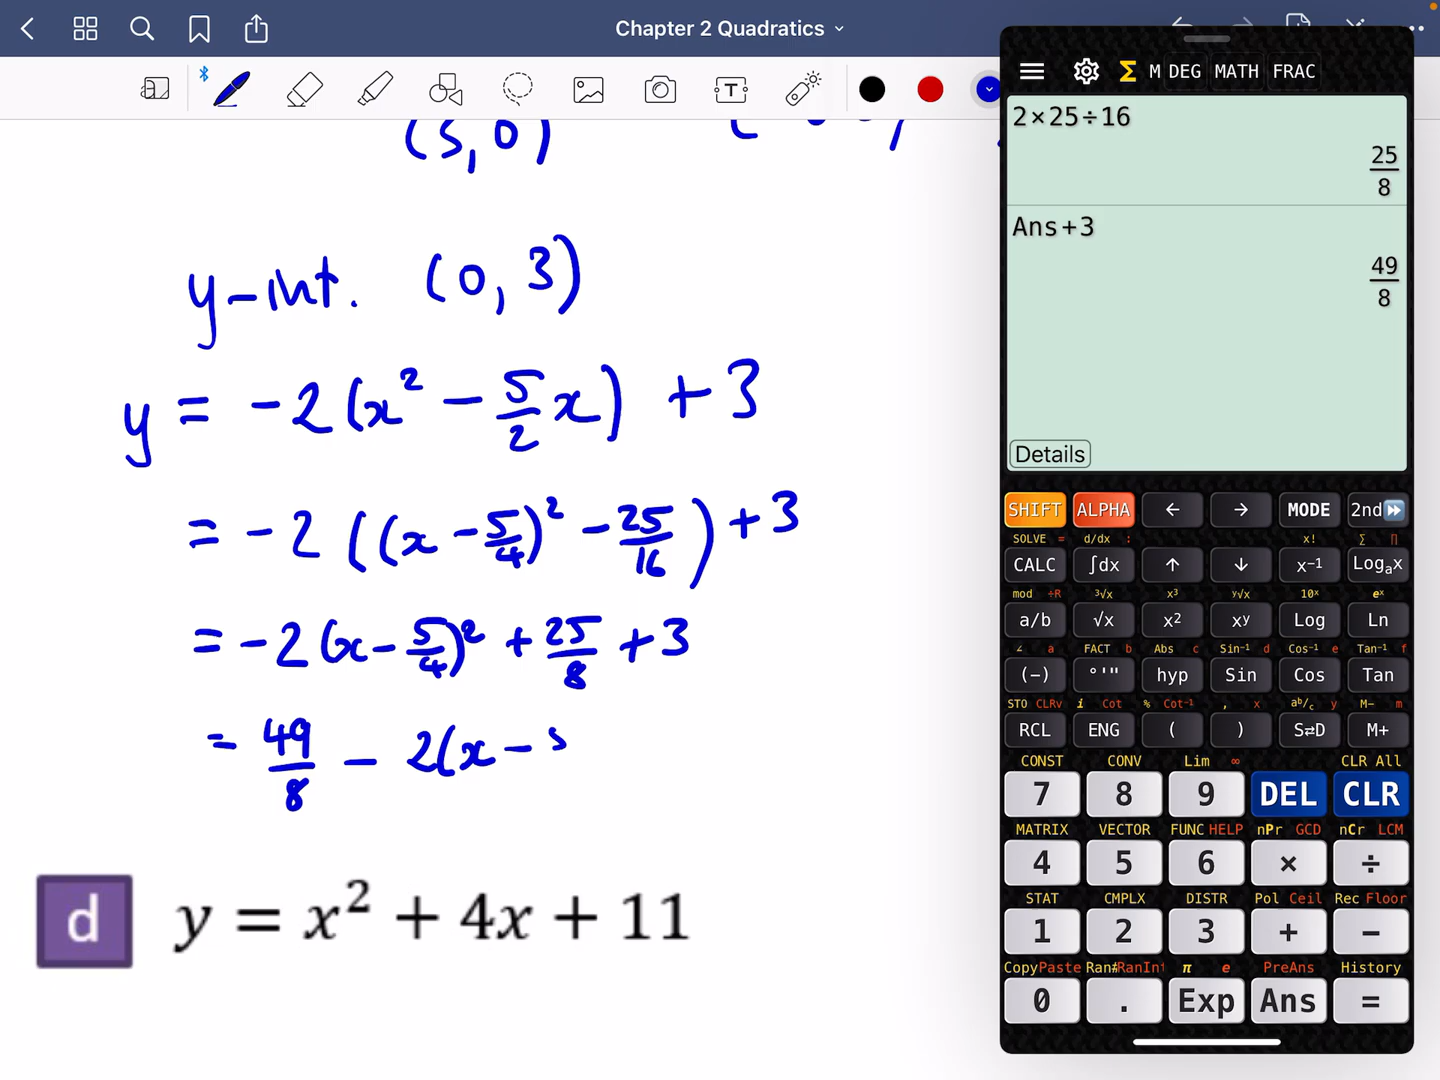 Chapter 2 Quadratics
(5,0)
y-int. (0, 3)
y = -2(x² - 5/2 x) + 3
= -2((x - 5/4)² - 25/16) + 3
= -2(x - 5/4)² + 25/8 + 3
= 49/8 - 2(x - 5
d y = x² + 4x + 11
Σ M DEG MATH FRAC
2×25÷16
25/8
Ans+3
49/8
Details
SHIFT ALPHA ← → MODE 2nd
SOLVE = d/dx : x! Σ Π
CALC ∫dx ↑ ↓ x⁻¹ Logₐx
mod ÷R ³√x x³ ʸ√x 10ˣ eˣ
a/b √x x² xʸ Log Ln
∠ a FACT b Abs c Sin⁻¹ d Cos⁻¹ e Tan⁻¹ f
(−) °'" hyp Sin Cos Tan
STO CLRv i Cot % Cot⁻¹ , x aᵇ/c y M− m
RCL ENG ( ) S⇄D M+
CONST CONV Lim ∞ CLR All
7 8 9 DEL CLR
MATRIX VECTOR FUNC HELP nPr GCD nCr LCM
4 5 6 × ÷
STAT CMPLX DISTR Pol Ceil Rec Floor
1 2 3 + −
Copy Paste Ran# RanInt π e PreAns History
0 . Exp Ans =